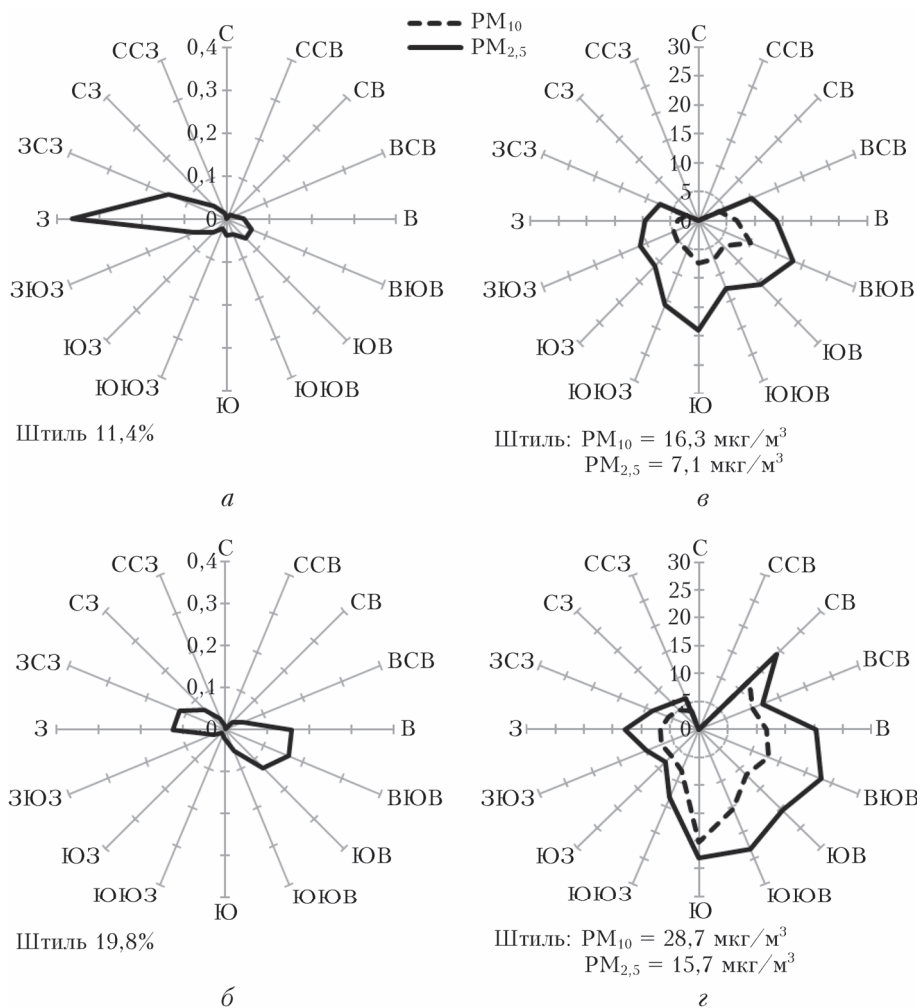 PM₁₀
PM₂,₅
С
ССВ
СВ
ВСВ
В
ВЮВ
ЮВ
ЮЮВ
Ю
ЮЮЗ
ЮЗ
ЗЮЗ
З
ЗСЗ
СЗ
ССЗ
0,4
0,3
0,2
0,1
0
Штиль 11,4%
а
С
ССВ
СВ
ВСВ
В
ВЮВ
ЮВ
ЮЮВ
Ю
ЮЮЗ
ЮЗ
ЗЮЗ
З
ЗСЗ
СЗ
ССЗ
30
25
20
15
10
5
0
Штиль: PM₁₀ = 16,3 мкг/м³
PM₂,₅ = 7,1 мкг/м³
в
С
ССВ
СВ
ВСВ
В
ВЮВ
ЮВ
ЮЮВ
Ю
ЮЮЗ
ЮЗ
ЗЮЗ
З
ЗСЗ
СЗ
ССЗ
0,4
0,3
0,2
0,1
0
Штиль 19,8%
б
С
ССВ
СВ
ВСВ
В
ВЮВ
ЮВ
ЮЮВ
Ю
ЮЮЗ
ЮЗ
ЗЮЗ
З
ЗСЗ
СЗ
ССЗ
30
25
20
15
10
5
0
Штиль: PM₁₀ = 28,7 мкг/м³
PM₂,₅ = 15,7 мкг/м³
г